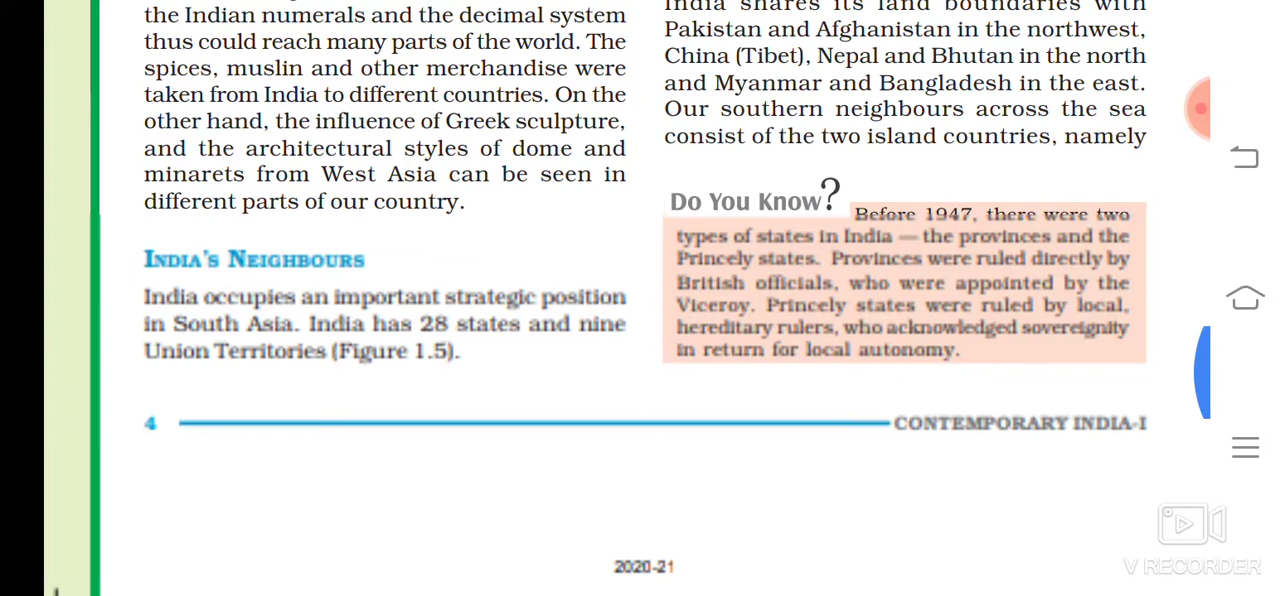 the Indian numerals and the decimal system
thus could reach many parts of the world. The
spices, muslin and other merchandise were
taken from India to different countries. On the
other hand, the influence of Greek sculpture,
and the architectural styles of dome and
minarets from West Asia can be seen in
different parts of our country.
INDIA'S NEIGHBOURS
India occupies an important strategic position
in South Asia. India has 28 states and nine
Union Territories (Figure 1.5).
India shares its land boundaries with
Pakistan and Afghanistan in the northwest,
China (Tibet), Nepal and Bhutan in the north
and Myanmar and Bangladesh in the east.
Our southern neighbours across the sea
consist of the two island countries, namely
Do You Know?
Before 1947, there were two
types of states in India — the provinces and the
Princely states. Provinces were ruled directly by
British officials, who were appointed by the
Viceroy. Princely states were ruled by local,
hereditary rulers, who acknowledged sovereignity
in return for local autonomy.
4
CONTEMPORARY INDIA-I
2020-21
V RECORDER